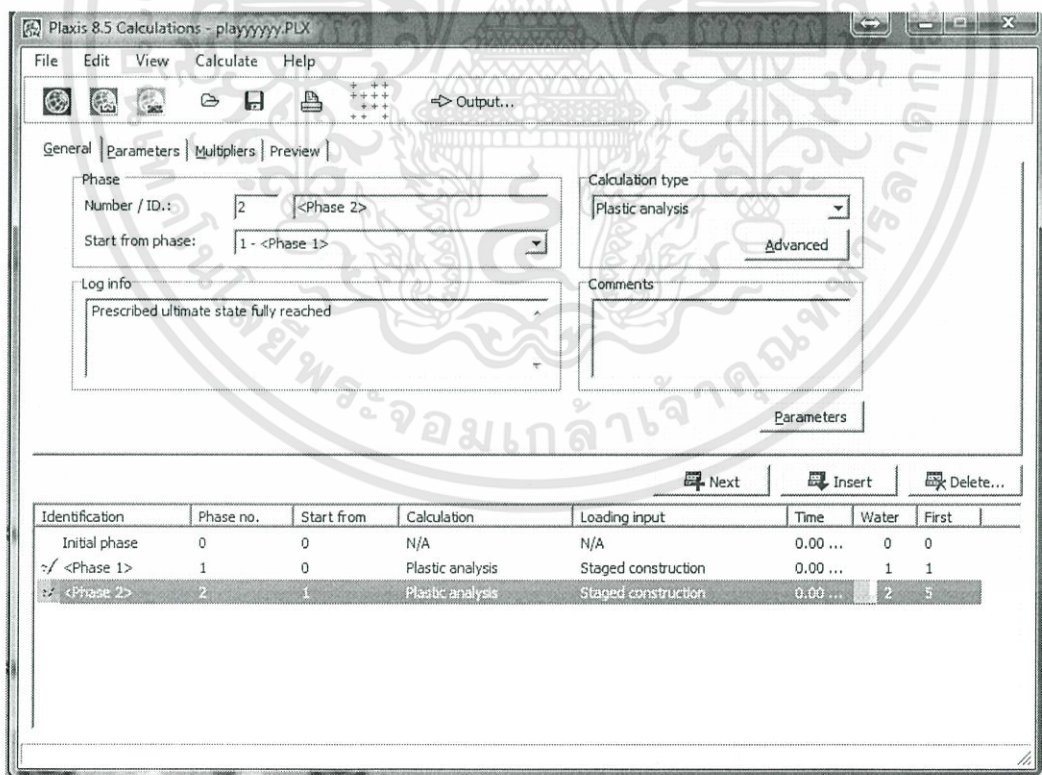 Plaxis 8.5 Calculations - playyyyyy.PLX
File Edit View Calculate Help
Output...
General Parameters Multipliers Preview
Phase
Number / ID.: 2 <Phase 2>
Start from phase: 1 - <Phase 1>
Calculation type
Plastic analysis
Advanced
Log info
Prescribed ultimate state fully reached
Comments
Parameters
Next Insert Delete...
Identification Phase no. Start from Calculation Loading input Time Water First
Initial phase 0 0 N/A N/A 0.00 ... 0 0
<Phase 1> 1 0 Plastic analysis Staged construction 0.00 ... 1 1
<Phase 2> 2 1 Plastic analysis Staged construction 0.00 ... 2 5